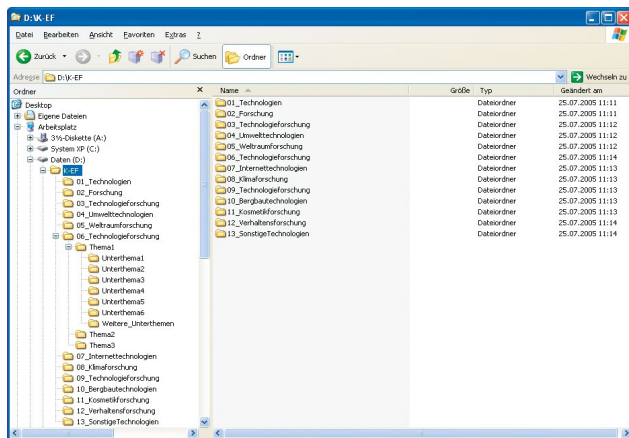 D:\K-EF
Datei Bearbeiten Ansicht Favoriten Extras ?
Zurück Suchen Ordner
Adresse D:\K-EF Wechseln zu
Ordner
Desktop
Eigene Dateien
Arbeitsplatz
3½-Diskette (A:)
System XP (C:)
Daten (D:)
K-EF
01_Technologien
02_Forschung
03_Technologieforschung
04_Umwelttechnologien
05_Weltraumforschung
06_Technologieforschung
Thema1
Unterthema1
Unterthema2
Unterthema3
Unterthema4
Unterthema5
Unterthema6
Weitere_Unterthemen
Thema2
Thema3
07_Internettechnologien
08_Klimaforschung
09_Technologieforschung
10_Bergbautechnologien
11_Kosmetikforschung
12_Verhaltensforschung
13_SonstigeTechnologien
Name Größe Typ Geändert am
01_Technologien Dateiordner 25.07.2005 11:11
02_Forschung Dateiordner 25.07.2005 11:11
03_Technologieforschung Dateiordner 25.07.2005 11:12
04_Umwelttechnologien Dateiordner 25.07.2005 11:12
05_Weltraumforschung Dateiordner 25.07.2005 11:12
06_Technologieforschung Dateiordner 25.07.2005 11:14
07_Internettechnologien Dateiordner 25.07.2005 11:13
08_Klimaforschung Dateiordner 25.07.2005 11:13
09_Technologieforschung Dateiordner 25.07.2005 11:13
10_Bergbautechnologien Dateiordner 25.07.2005 11:13
11_Kosmetikforschung Dateiordner 25.07.2005 11:13
12_Verhaltensforschung Dateiordner 25.07.2005 11:14
13_SonstigeTechnologien Dateiordner 25.07.2005 11:14